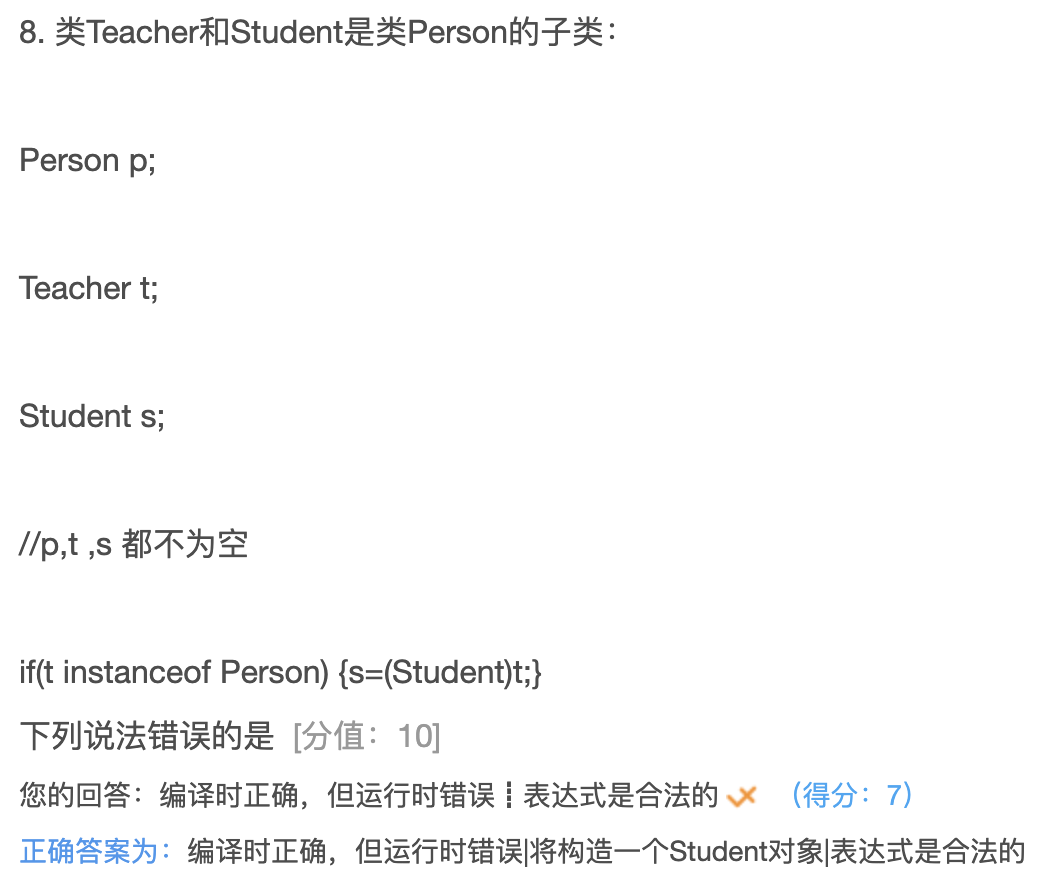 8. 类Teacher和Student是类Person的子类：
Person p;
Teacher t;
Student s;
//p,t ,s 都不为空
if(t instanceof Person) {s=(Student)t;}
下列说法错误的是 [分值：10]
您的回答：编译时正确，但运行时错误┋表达式是合法的 （得分：7）
正确答案为：编译时正确，但运行时错误|将构造一个Student对象|表达式是合法的